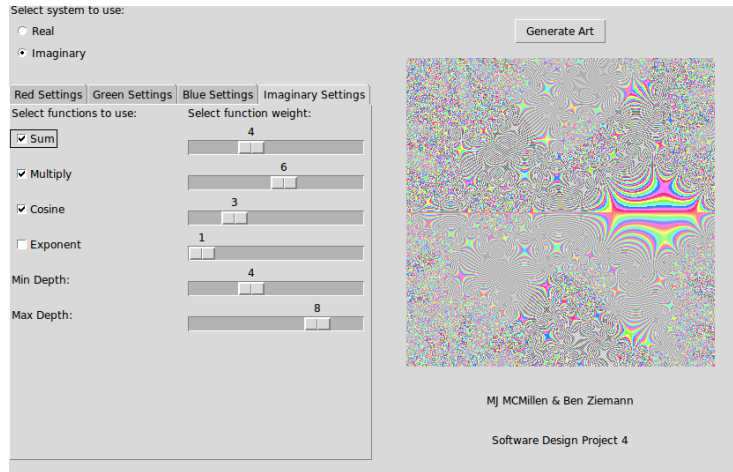 Select system to use:
Real
Imaginary
Generate Art
Red Settings Green Settings Blue Settings Imaginary Settings
Select functions to use: Select function weight:
Sum 4
Multiply 6
Cosine 3
Exponent 1
Min Depth: 4
Max Depth: 8
MJ MCMillen & Ben Ziemann
Software Design Project 4